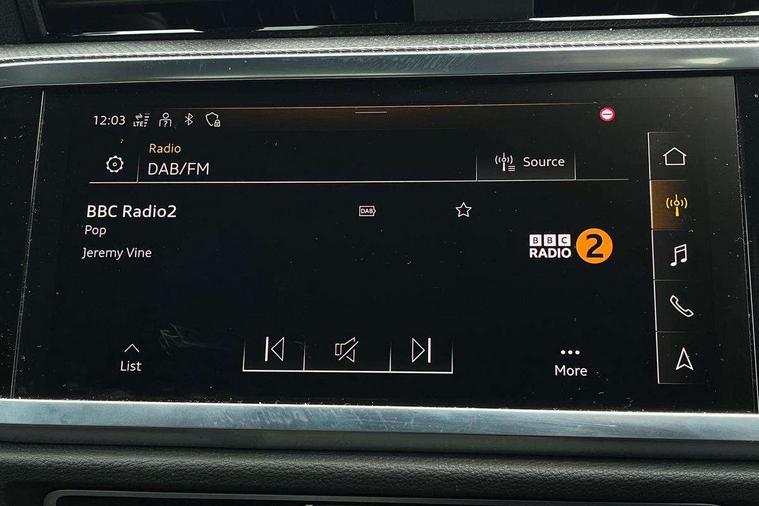 12:03 LTE
Radio
DAB/FM
Source
BBC Radio2
DAB
Pop
Jeremy Vine
BBC
RADIO 2
List
More